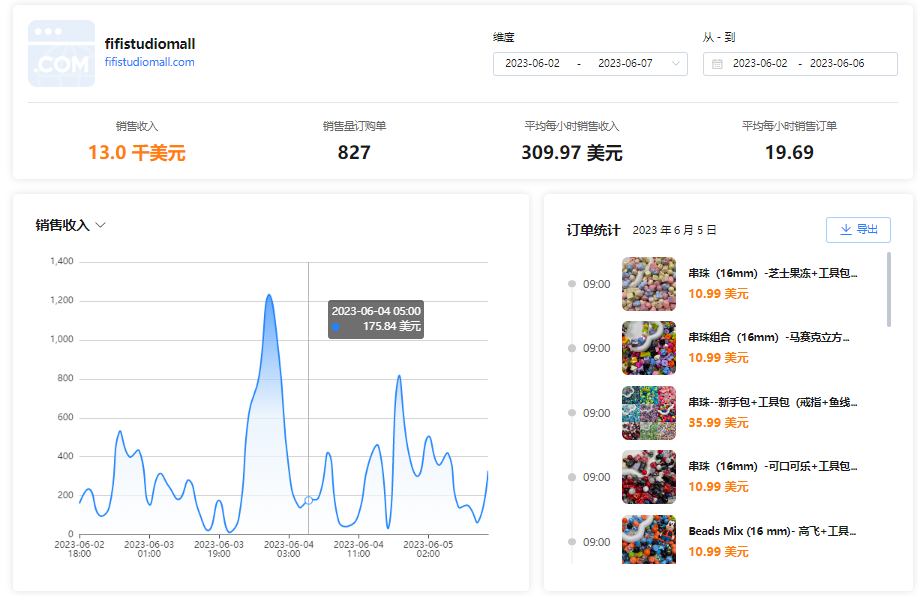 .COM
fifistudiomall
fifistudiomall.com
维度
2023-06-02 - 2023-06-07
从 - 到
2023-06-02 - 2023-06-06
销售收入
13.0 千美元
销售量订购单
827
平均每小时销售收入
309.97 美元
平均每小时销售订单
19.69
销售收入
1,400
1,200
1,000
800
600
400
200
0
2023-06-04 05:00
175.84 美元
2023-06-02 18:00
2023-06-03 01:00
2023-06-03 19:00
2023-06-04 03:00
2023-06-04 11:00
2023-06-05 02:00
订单统计 2023 年 6 月 5 日
导出
09:00
串珠（16mm）-芝士果冻+工具包...
10.99 美元
09:00
串珠组合（16mm）-马赛克立方...
10.99 美元
09:00
串珠--新手包+工具包（戒指+鱼线...
35.99 美元
09:00
串珠（16mm）-可口可乐+工具包...
10.99 美元
09:00
Beads Mix (16 mm)- 高飞+工具...
10.99 美元